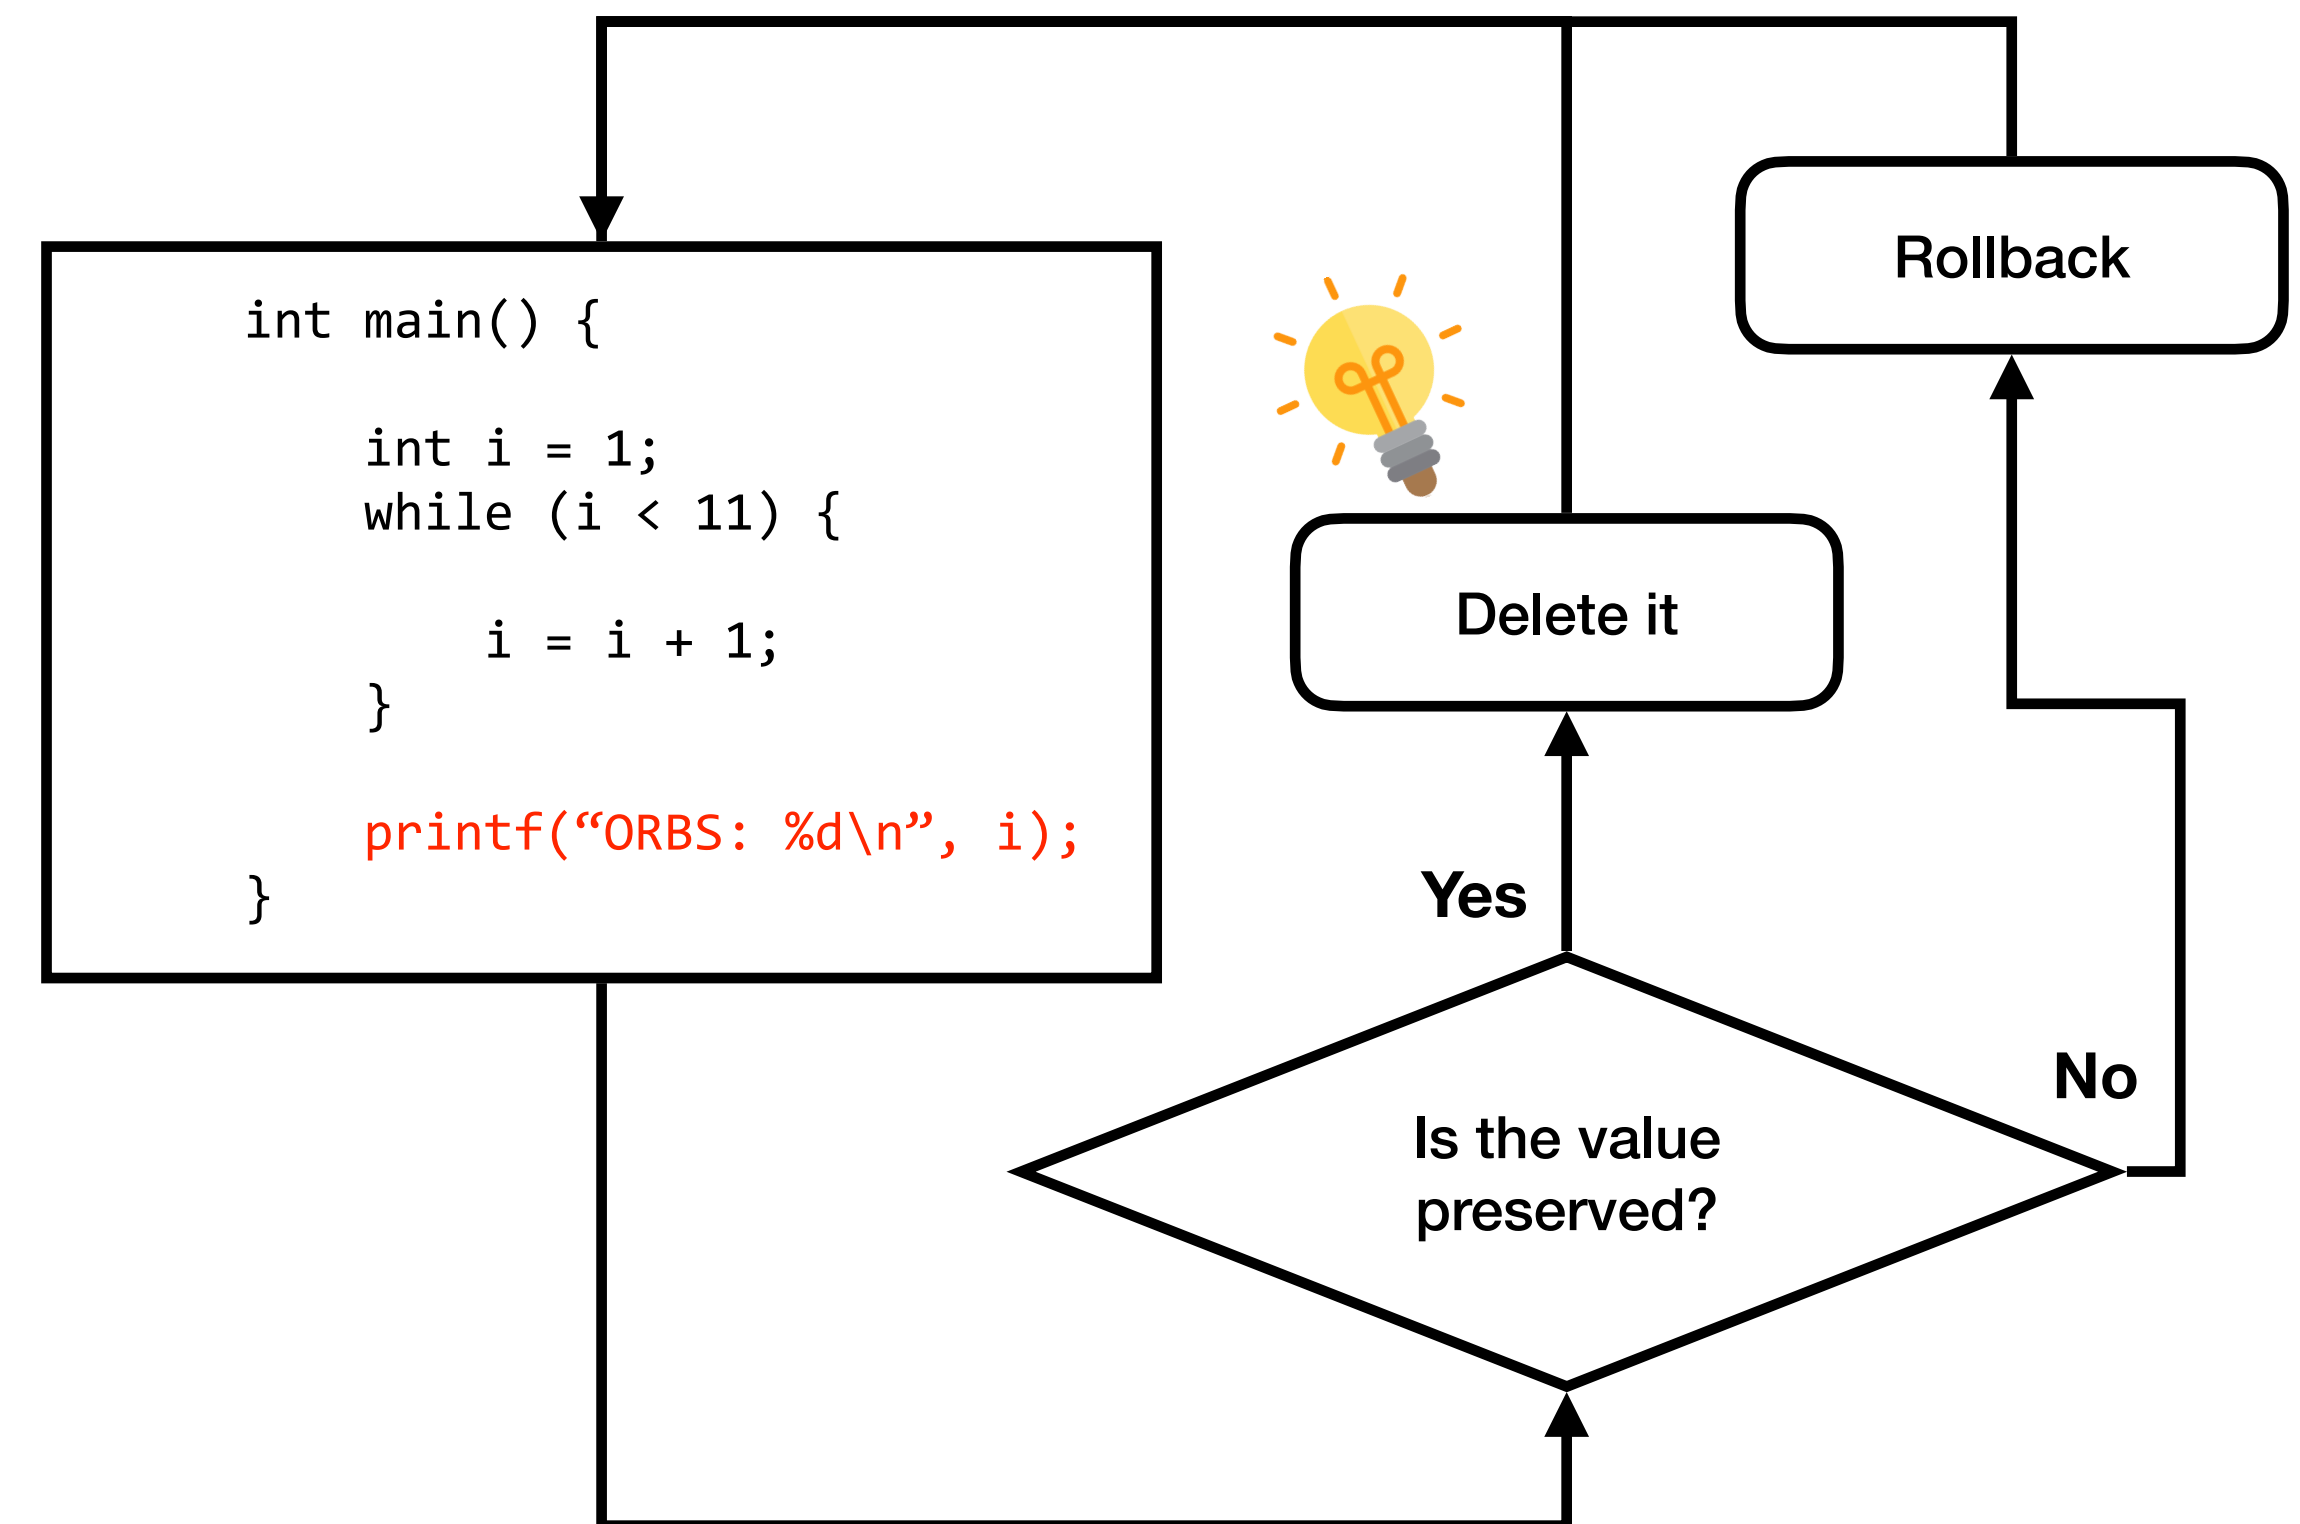 int main() {
int i = 1;
while (i < 11) {
i = i + 1;
}
printf(“ORBS: %d\n”, i);
}
Rollback
Delete it
Yes
No
Is the value
preserved?